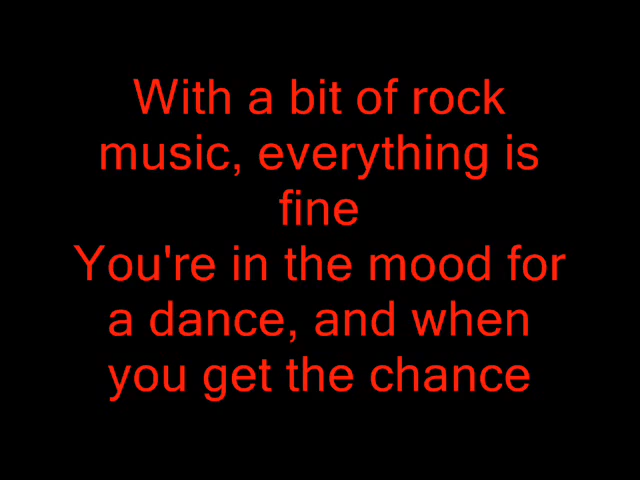 With a bit of rock
music, everything is
fine
You're in the mood for
a dance, and when
you get the chance